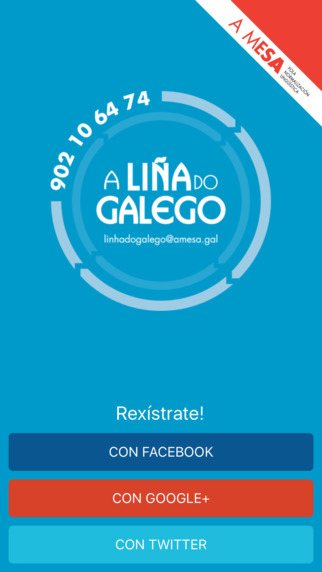 A MESA
POLA
NORMALIZACIÓN
LINGÜÍSTICA
902 10 64 74
A LIÑA DO
GALEGO
linhadogalego@amesa.gal
Rexístrate!
CON FACEBOOK
CON GOOGLE+
CON TWITTER